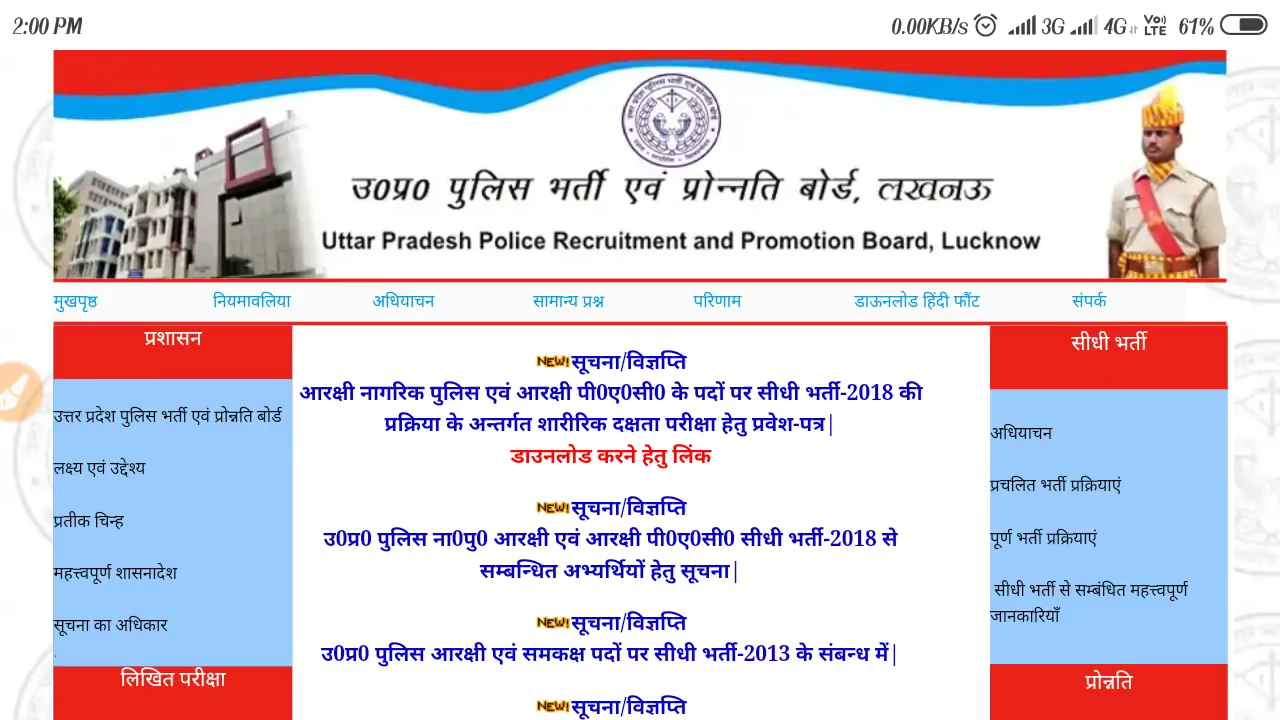 2:00 PM 0.00KB/s 3G 4G VoLTE 61%
उ0प्र0 पुलिस भर्ती एवं प्रोन्नति बोर्ड, लखनऊ
Uttar Pradesh Police Recruitment and Promotion Board, Lucknow
मुखपृष्ठ नियमावलिया अधियाचन सामान्य प्रश्न परिणाम डाऊनलोड हिंदी फौंट संपर्क
प्रशासन
उत्तर प्रदेश पुलिस भर्ती एवं प्रोन्नति बोर्ड
लक्ष्य एवं उद्देश्य
प्रतीक चिन्ह
महत्त्वपूर्ण शासनादेश
सूचना का अधिकार
लिखित परीक्षा
NEW! सूचना/विज्ञप्ति
आरक्षी नागरिक पुलिस एवं आरक्षी पी0ए0सी0 के पदों पर सीधी भर्ती-2018 की
प्रक्रिया के अन्तर्गत शारीरिक दक्षता परीक्षा हेतु प्रवेश-पत्र|
डाउनलोड करने हेतु लिंक
NEW! सूचना/विज्ञप्ति
उ0प्र0 पुलिस ना0पु0 आरक्षी एवं आरक्षी पी0ए0सी0 सीधी भर्ती-2018 से
सम्बन्धित अभ्यर्थियों हेतु सूचना|
NEW! सूचना/विज्ञप्ति
उ0प्र0 पुलिस आरक्षी एवं समकक्ष पदों पर सीधी भर्ती-2013 के संबन्ध में|
NEW! सूचना/विज्ञप्ति
सीधी भर्ती
अधियाचन
प्रचलित भर्ती प्रक्रियाएं
पूर्ण भर्ती प्रक्रियाएं
सीधी भर्ती से सम्बंधित महत्त्वपूर्ण
जानकारियाँ
प्रोन्नति